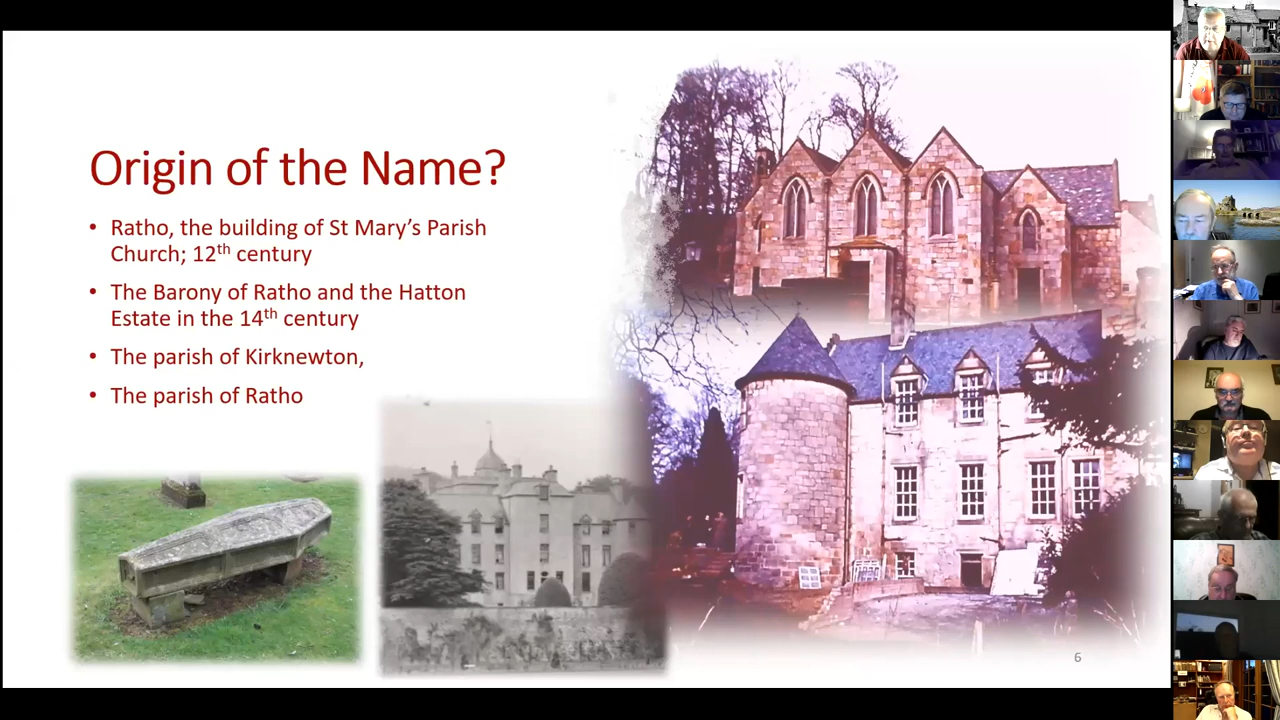 Origin of the Name?
• Ratho, the building of St Mary’s Parish
Church; 12th century
• The Barony of Ratho and the Hatton
Estate in the 14th century
• The parish of Kirknewton,
• The parish of Ratho
6